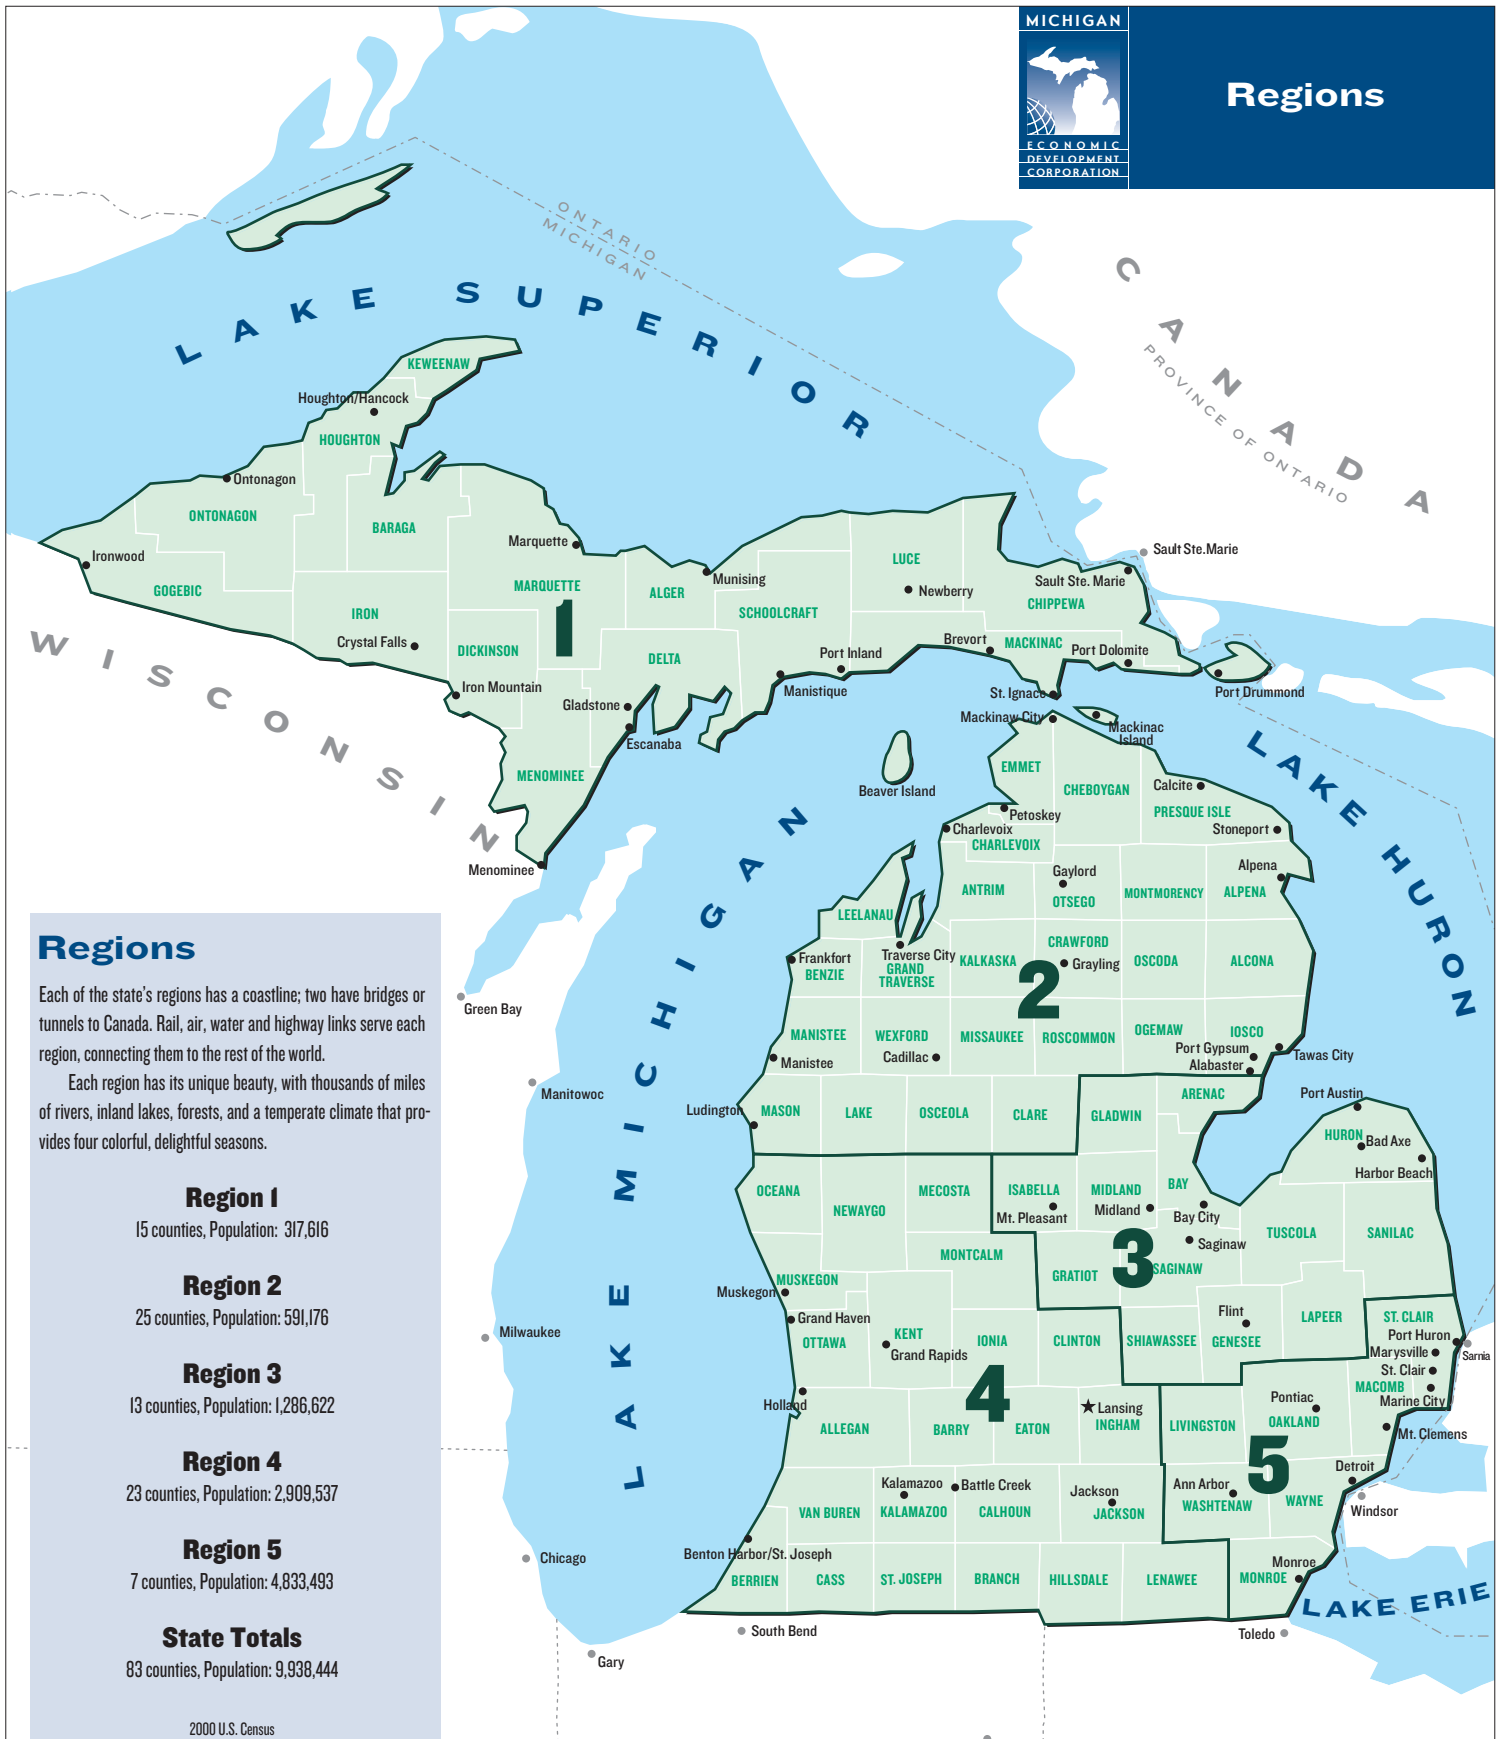 MICHIGAN
ECONOMIC
DEVELOPMENT
CORPORATION
Regions
ONTARIO
MICHIGAN
CANADA
PROVINCE OF ONTARIO
LAKE SUPERIOR
KEWEENAW
Houghton/Hancock
HOUGHTON
Ontonagon
ONTONAGON
BARAGA
Ironwood
GOGEBIC
Marquette
MARQUETTE
1
IRON
Crystal Falls
DICKINSON
Iron Mountain
ALGER
Munising
SCHOOLCRAFT
LUCE
Newberry
Sault Ste.Marie
Sault Ste. Marie
CHIPPEWA
Brevort
MACKINAC
Port Dolomite
Port Inland
DELTA
Manistique
Gladstone
Escanaba
MENOMINEE
Menominee
St. Ignace
Port Drummond
Mackinaw City
Mackinac
Island
WISCONSIN
Beaver Island
LAKE MICHIGAN
LAKE HURON
EMMET
CHEBOYGAN
Calcite
PRESQUE ISLE
Stoneport
Petoskey
Charlevoix
CHARLEVOIX
Gaylord
OTSEGO
ANTRIM
MONTMORENCY
Alpena
ALPENA
LEELANAU
Traverse City
GRAND
TRAVERSE
Frankfort
BENZIE
KALKASKA
CRAWFORD
Grayling
2
OSCODA
ALCONA
MANISTEE
Manistee
WEXFORD
Cadillac
MISSAUKEE
ROSCOMMON
OGEMAW
IOSCO
Port Gypsum
Alabaster
Tawas City
Ludington
MASON
LAKE
OSCEOLA
CLARE
GLADWIN
ARENAC
Port Austin
HURON
Bad Axe
Harbor Beach
OCEANA
NEWAYGO
MECOSTA
ISABELLA
Mt. Pleasant
MIDLAND
Midland
BAY
Bay City
Saginaw
SAGINAW
3
TUSCOLA
SANILAC
MONTCALM
GRATIOT
MUSKEGON
Muskegon
Grand Haven
OTTAWA
KENT
Grand Rapids
IONIA
CLINTON
SHIAWASSEE
Flint
GENESEE
LAPEER
ST. CLAIR
Port Huron
Marysville
St. Clair
Marine City
Sarnia
MACOMB
Mt. Clemens
Holland
ALLEGAN
4
BARRY
EATON
Lansing
INGHAM
LIVINGSTON
Pontiac
OAKLAND
5
Detroit
Windsor
VAN BUREN
Kalamazoo
KALAMAZOO
Battle Creek
CALHOUN
Jackson
JACKSON
Ann Arbor
WASHTENAW
WAYNE
Benton Harbor/St. Joseph
BERRIEN
CASS
ST. JOSEPH
BRANCH
HILLSDALE
LENAWEE
Monroe
MONROE
LAKE ERIE
Toledo
South Bend
Gary
Chicago
Milwaukee
Manitowoc
Green Bay
Regions
Each of the state's regions has a coastline; two have bridges or
tunnels to Canada. Rail, air, water and highway links serve each
region, connecting them to the rest of the world.
Each region has its unique beauty, with thousands of miles
of rivers, inland lakes, forests, and a temperate climate that pro-
vides four colorful, delightful seasons.
Region 1
15 counties, Population: 317,616
Region 2
25 counties, Population: 591,176
Region 3
13 counties, Population: 1,286,622
Region 4
23 counties, Population: 2,909,537
Region 5
7 counties, Population: 4,833,493
State Totals
83 counties, Population: 9,938,444
2000 U.S. Census